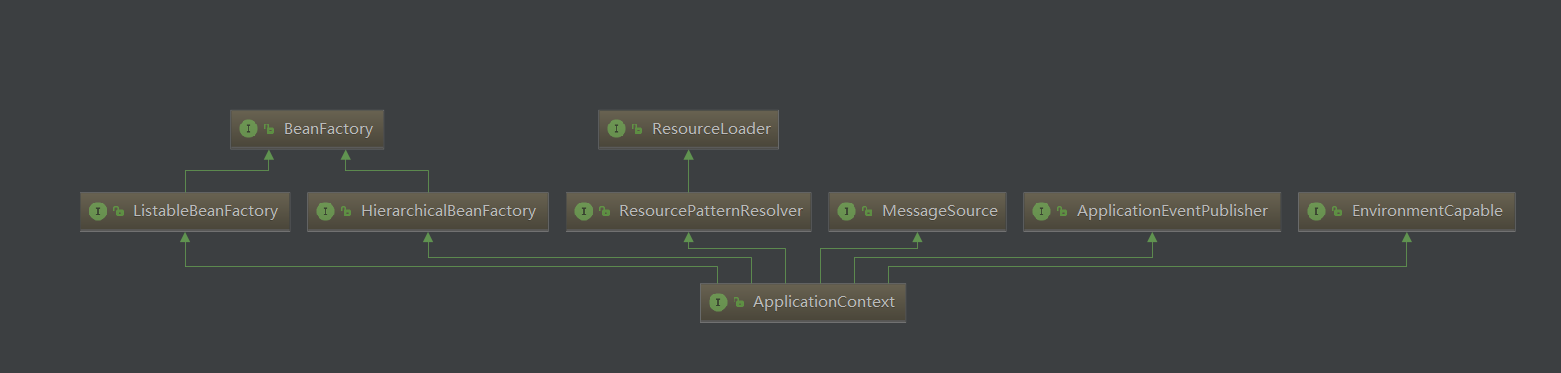 BeanFactory
ResourceLoader
ListableBeanFactory
HierarchicalBeanFactory
ResourcePatternResolver
MessageSource
ApplicationEventPublisher
EnvironmentCapable
ApplicationContext